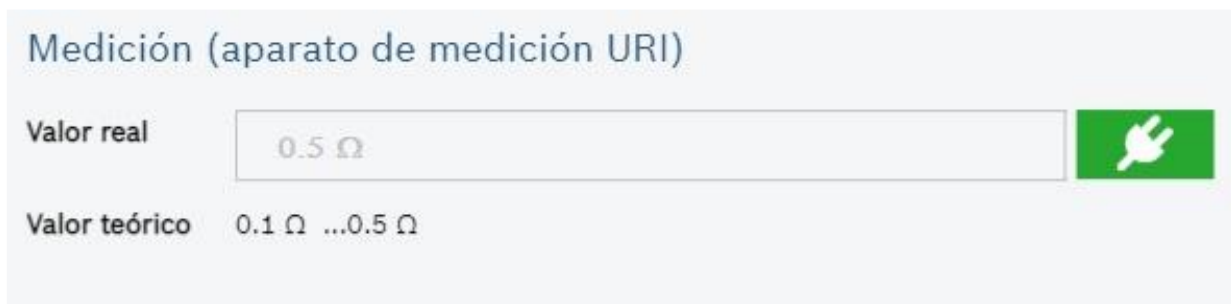 Medición (aparato de medición URI)
Valor real
0.5 Ω
Valor teórico 0.1 Ω ...0.5 Ω